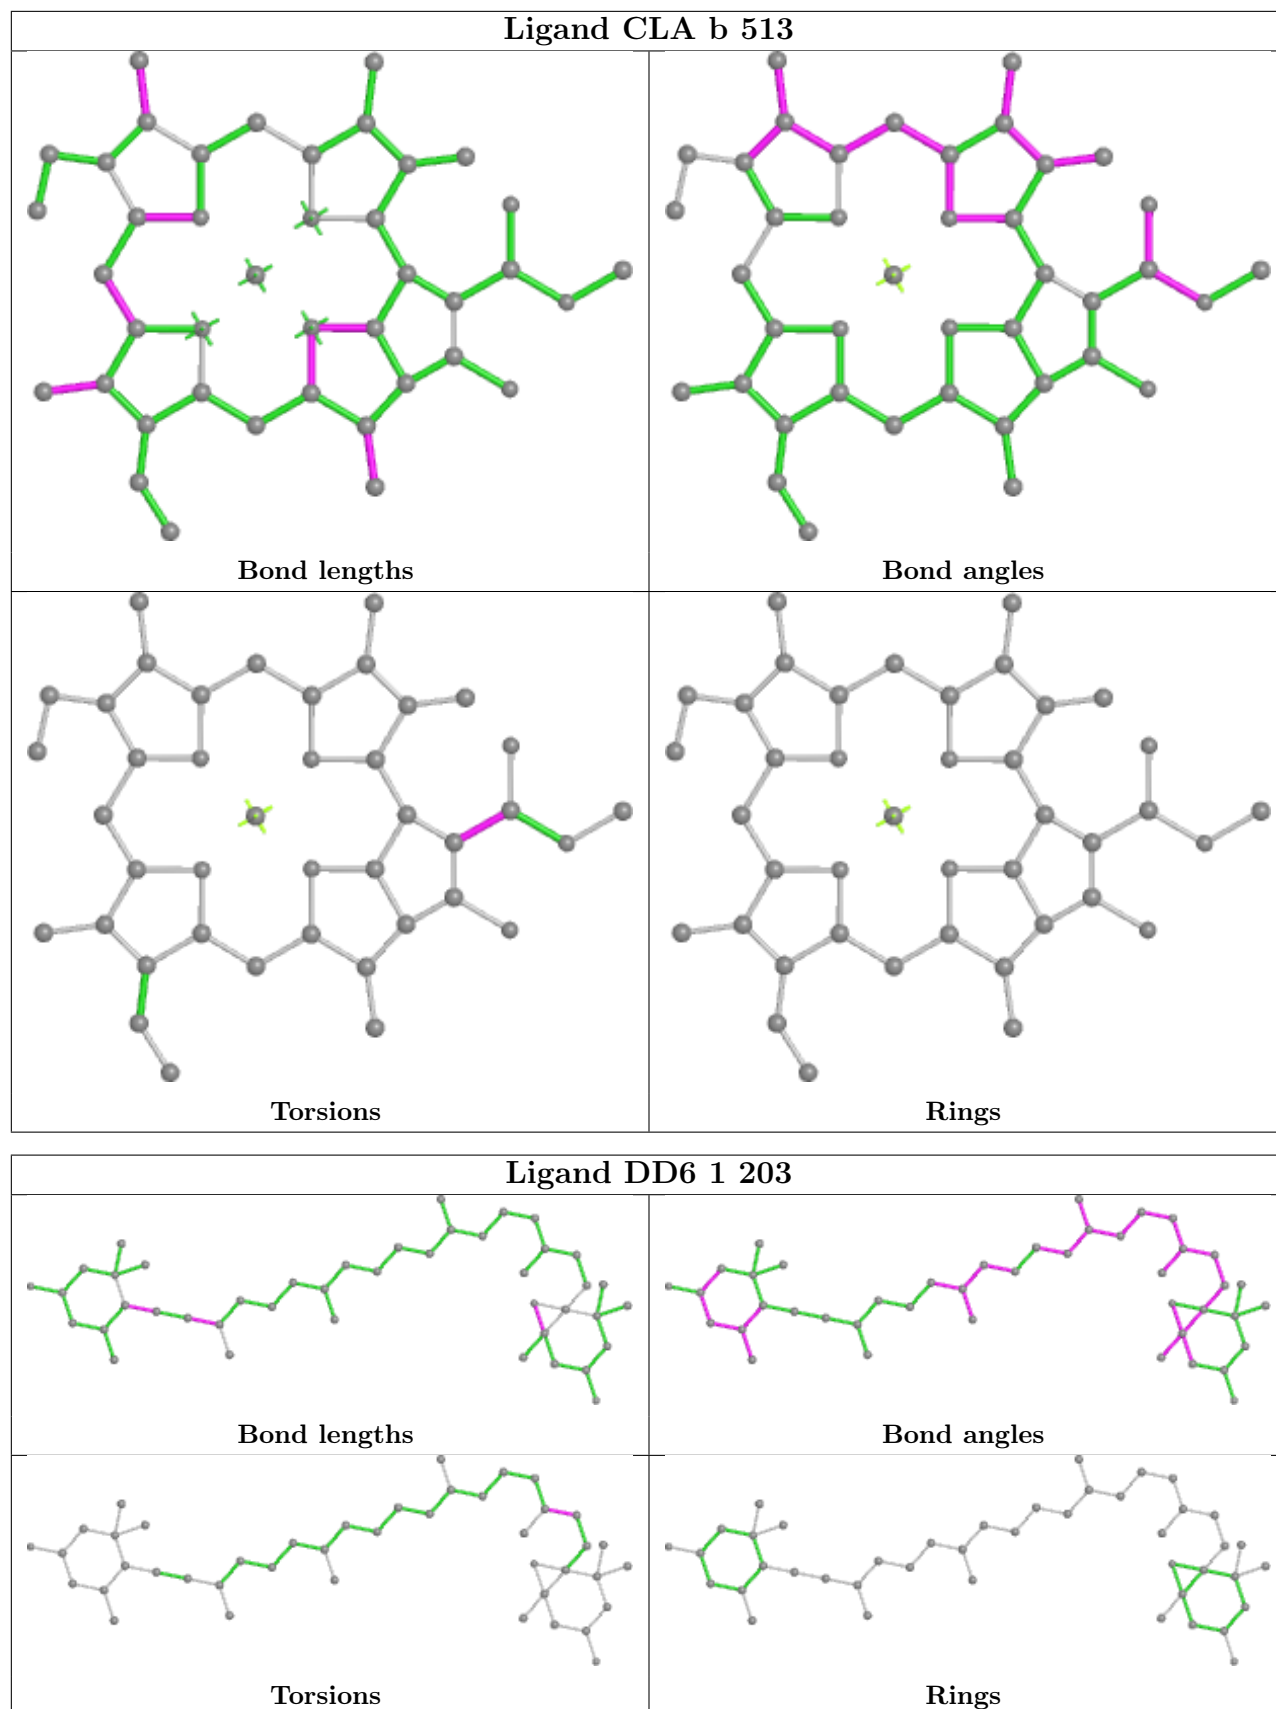 Ligand CLA b 513
Bond lengths
Bond angles
Torsions
Rings
Ligand DD6 1 203
Bond lengths
Bond angles
Torsions
Rings